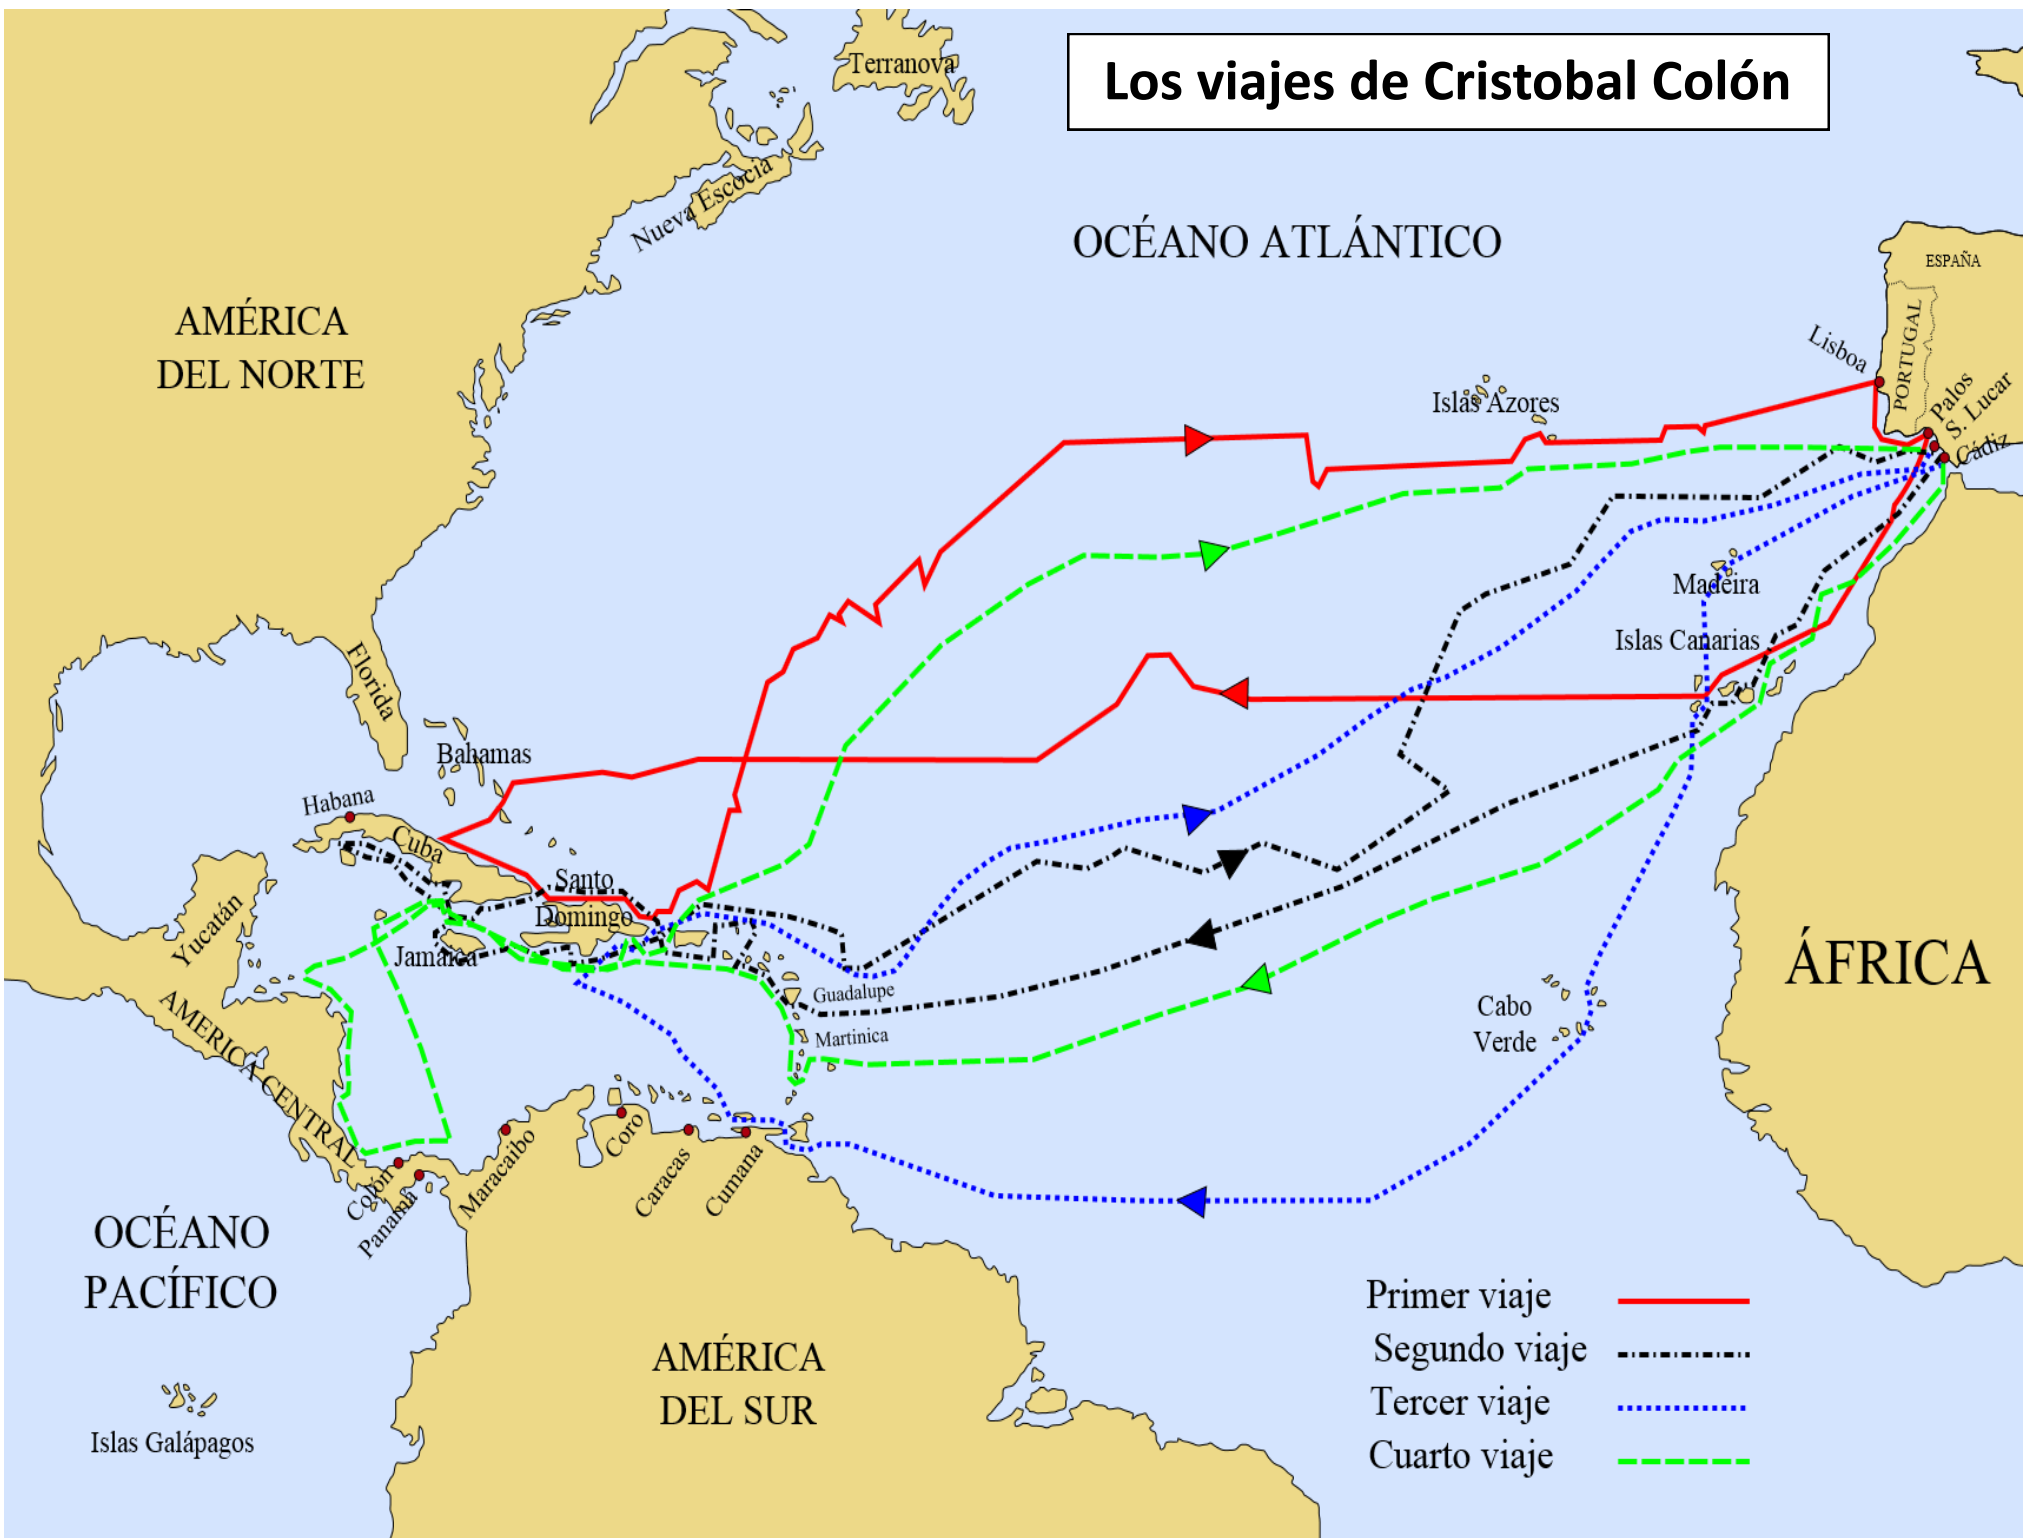 Terranova
Los viajes de Cristobal Colón
Nueva Escocia
OCÉANO ATLÁNTICO
ESPAÑA
AMÉRICA
DEL NORTE
PORTUGAL
Lisboa
Palos
S. Lucar
Cádiz
Islas Azores
Madeira
Islas Canarias
Florida
Bahamas
Habana
Cuba
Santo
Domingo
Yucatán
Jamaica
ÁFRICA
Guadalupe
Cabo
Verde
Martinica
AMERICA CENTRAL
Coro
Maracaibo
Caracas
Cumana
Colón
Panamá
OCÉANO
PACÍFICO
Primer viaje
Segundo viaje
Tercer viaje
Cuarto viaje
AMÉRICA
DEL SUR
Islas Galápagos